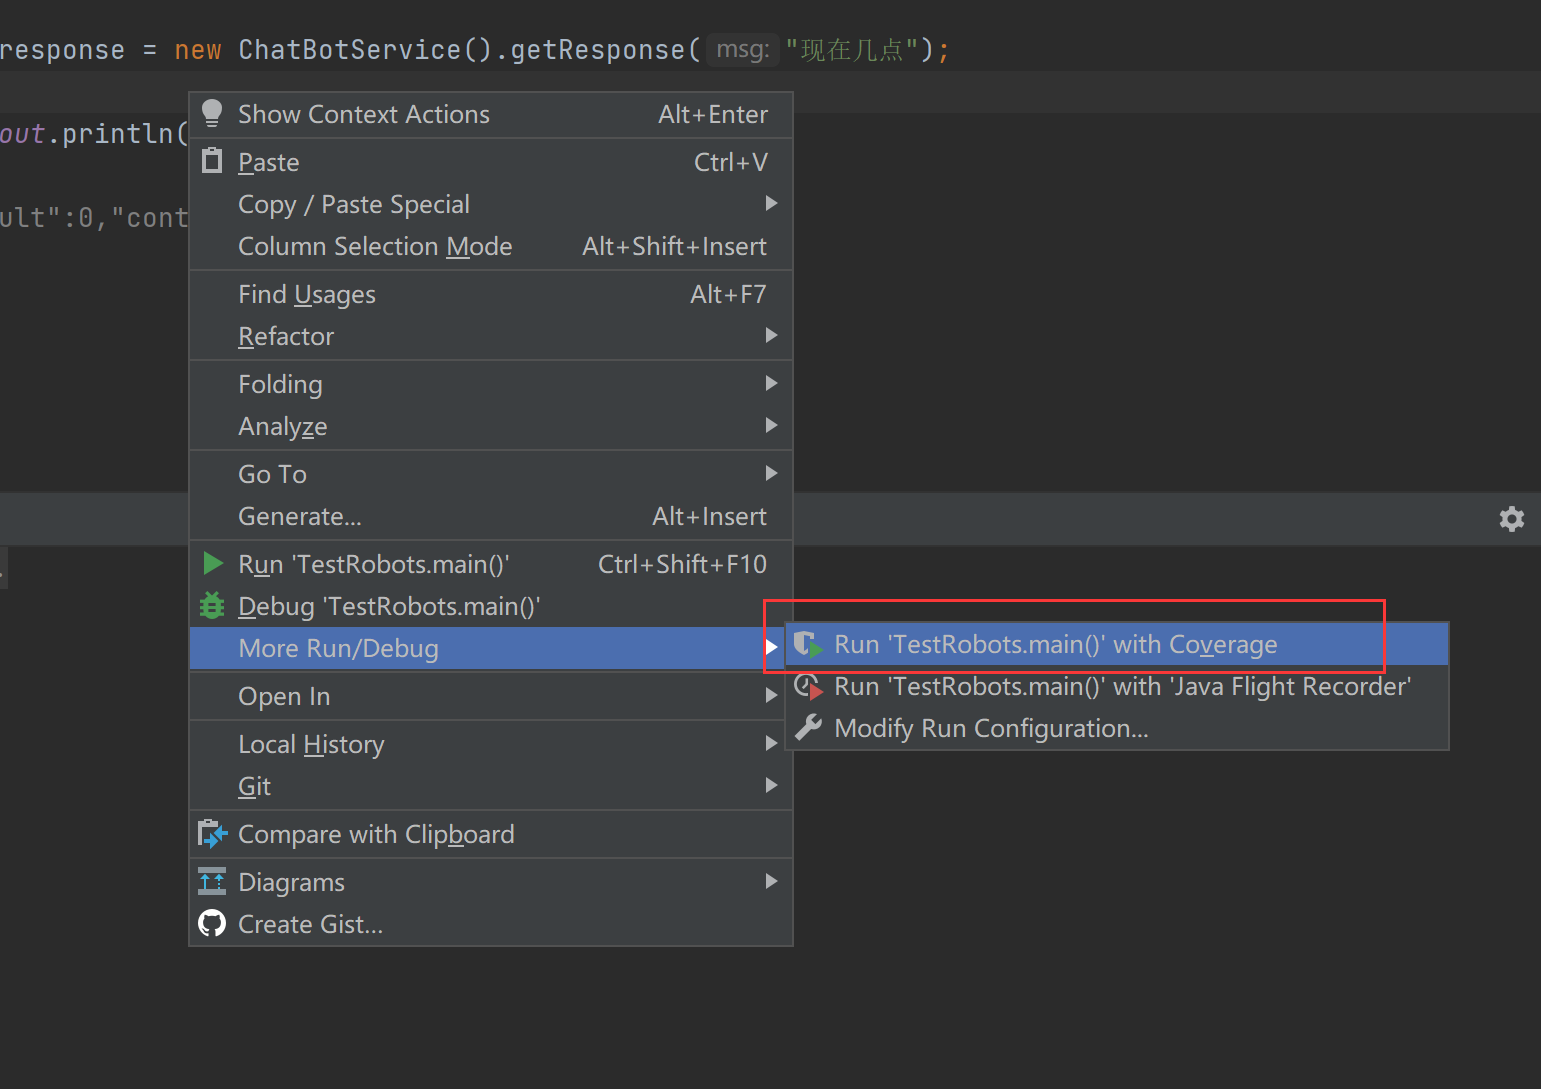 response = new ChatBotService().getResponse( msg: "现在几点");
Show Context Actions Alt+Enter
out.println(
Paste Ctrl+V
Copy / Paste Special
ult":0,"cont
Column Selection Mode Alt+Shift+Insert
Find Usages Alt+F7
Refactor
Folding
Analyze
Go To
Generate... Alt+Insert
Run 'TestRobots.main()' Ctrl+Shift+F10
Debug 'TestRobots.main()'
More Run/Debug
Run 'TestRobots.main()' with Coverage
Run 'TestRobots.main()' with 'Java Flight Recorder'
Modify Run Configuration...
Open In
Local History
Git
Compare with Clipboard
Diagrams
Create Gist...